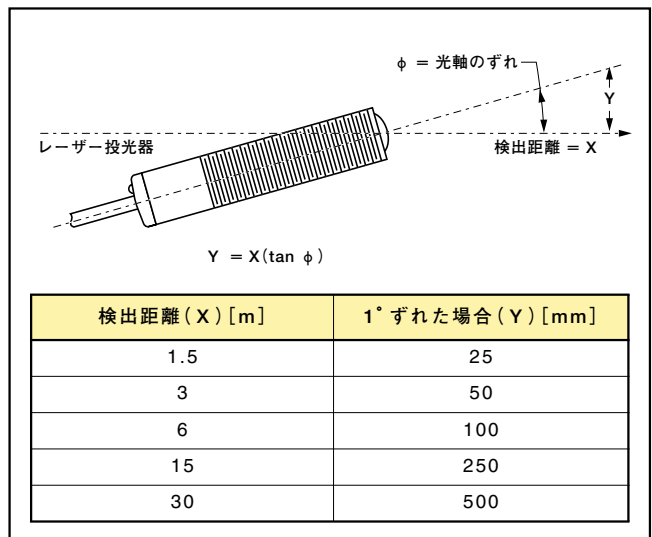 φ = 光軸のずれ
Y
レーザー投光器
検出距離 = X
Y = X(tan φ)
検出距離(X)[m] 1°ずれた場合(Y)[mm]
1.5 25
3 50
6 100
15 250
30 500